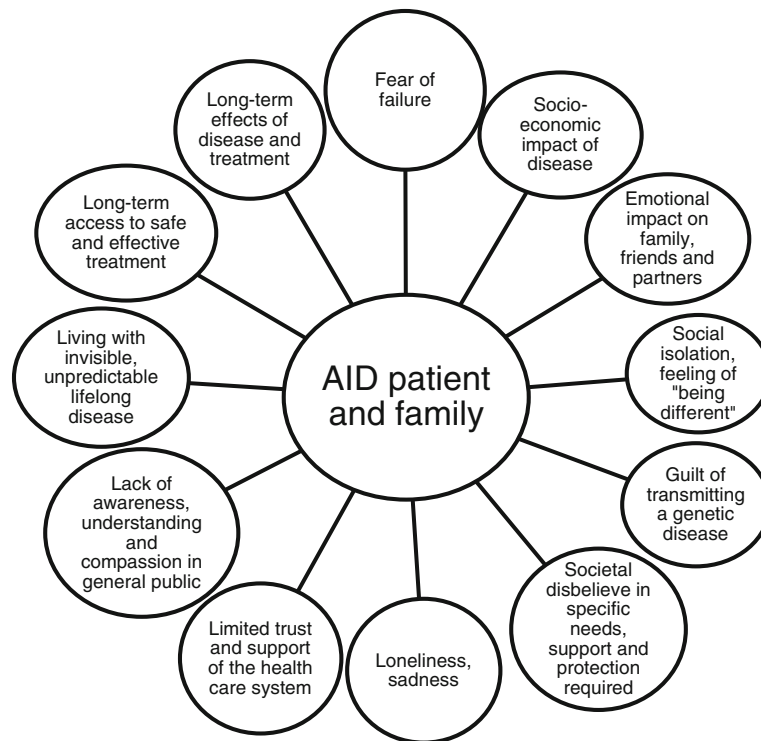 Fear of
failure
Socio-
economic
impact of
disease
Emotional
impact on
family,
friends and
partners
Social
isolation,
feeling of
"being
different"
Guilt of
transmitting
a genetic
disease
Societal
disbelieve in
specific
needs,
support and
protection
required
Loneliness,
sadness
Limited trust
and support
of the health
care system
Lack of
awareness,
understanding
and
compassion in
general public
Living with
invisible,
unpredictable
lifelong
disease
Long-term
access to safe
and effective
treatment
Long-term
effects of
disease and
treatment
AID patient
and family